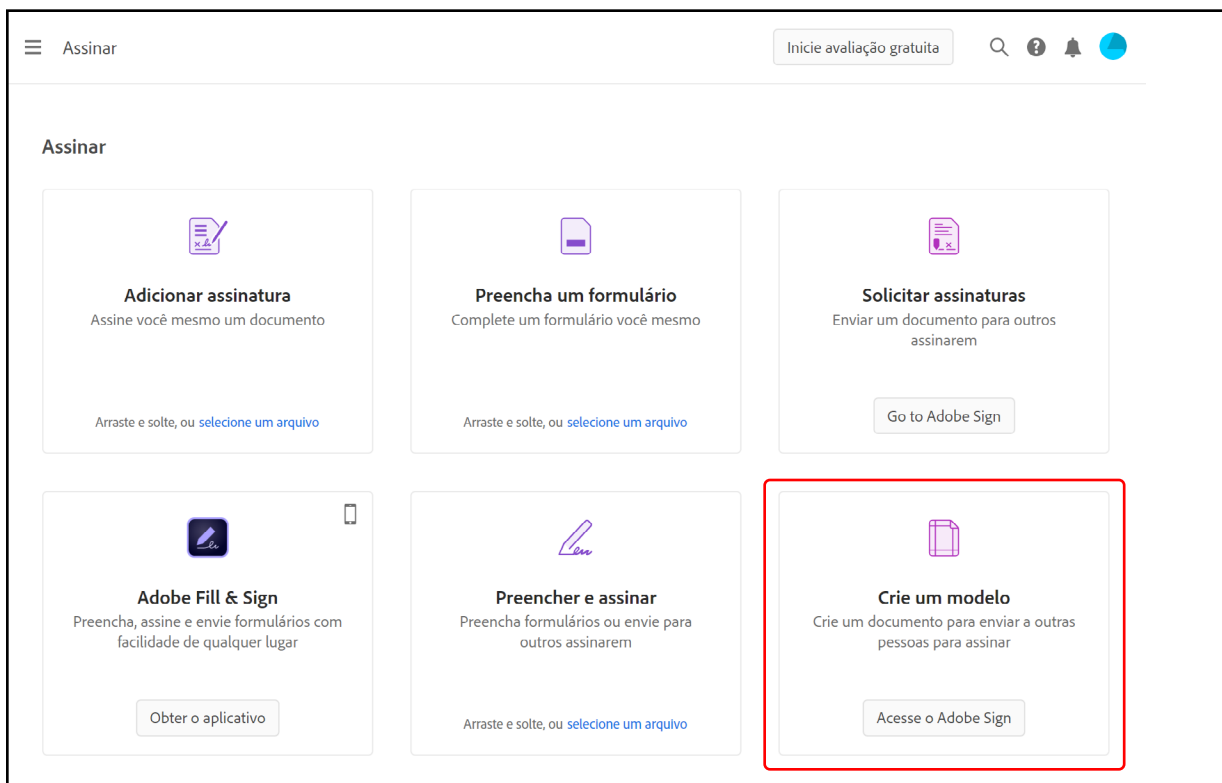 Assinar
Inicie avaliação gratuita
Assinar
Adicionar assinatura
Assine você mesmo um documento
Arraste e solte, ou selecione um arquivo
Preencha um formulário
Complete um formulário você mesmo
Arraste e solte, ou selecione um arquivo
Solicitar assinaturas
Enviar um documento para outros
assinarem
Go to Adobe Sign
Adobe Fill & Sign
Preencha, assine e envie formulários com
facilidade de qualquer lugar
Obter o aplicativo
Preencher e assinar
Preencha formulários ou envie para
outros assinarem
Arraste e solte, ou selecione um arquivo
Crie um modelo
Crie um documento para enviar a outras
pessoas para assinar
Acesse o Adobe Sign